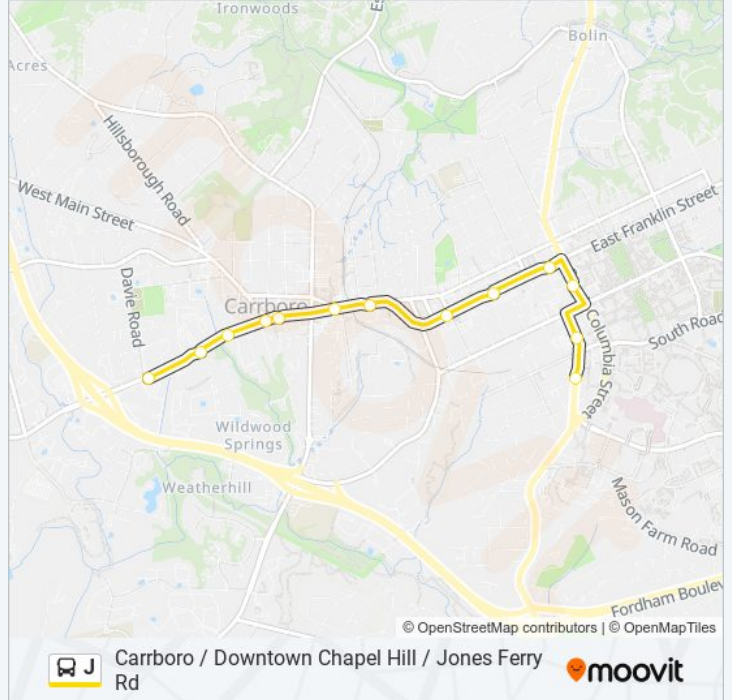 Ironwoods
Bolin
Acres
Hillsborough Road
West Main Street
East Franklin Street
Davie Road
Carrboro
Columbia Street
South Road
Wildwood
Springs
Weatherhill
Mason Farm Road
Fordham Boulev
© OpenStreetMap contributors | © OpenMapTiles
J
Carrboro / Downtown Chapel Hill / Jones Ferry
Rd
moovit